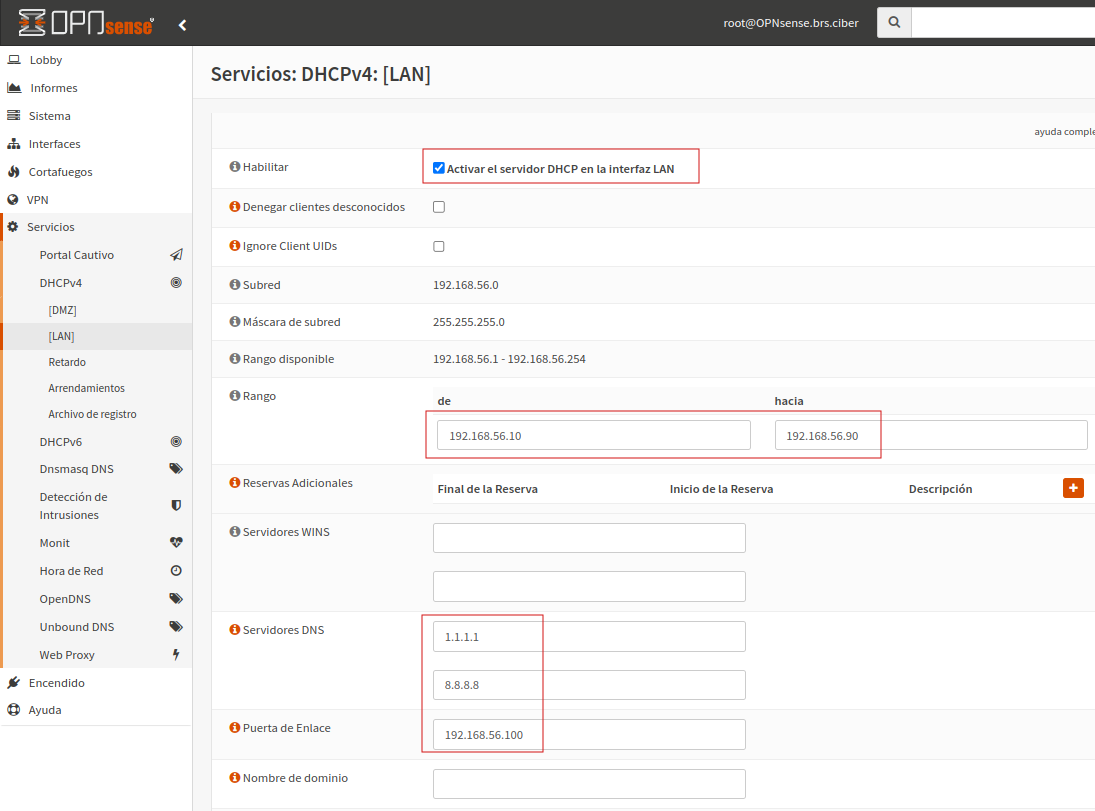 OPNsense
root@OPNsense.brs.ciber
Lobby
Informes
Sistema
Interfaces
Cortafuegos
VPN
Servicios
Portal Cautivo
DHCPv4
[DMZ]
[LAN]
Retardo
Arrendamientos
Archivo de registro
DHCPv6
Dnsmasq DNS
Detección de
Intrusiones
Monit
Hora de Red
OpenDNS
Unbound DNS
Web Proxy
Encendido
Ayuda
Servicios: DHCPv4: [LAN]
ayuda comple
Habilitar Activar el servidor DHCP en la interfaz LAN
Denegar clientes desconocidos
Ignore Client UIDs
Subred 192.168.56.0
Máscara de subred 255.255.255.0
Rango disponible 192.168.56.1 - 192.168.56.254
Rango de hacia
192.168.56.10 192.168.56.90
Reservas Adicionales Final de la Reserva Inicio de la Reserva Descripción
Servidores WINS
Servidores DNS 1.1.1.1
8.8.8.8
Puerta de Enlace 192.168.56.100
Nombre de dominio